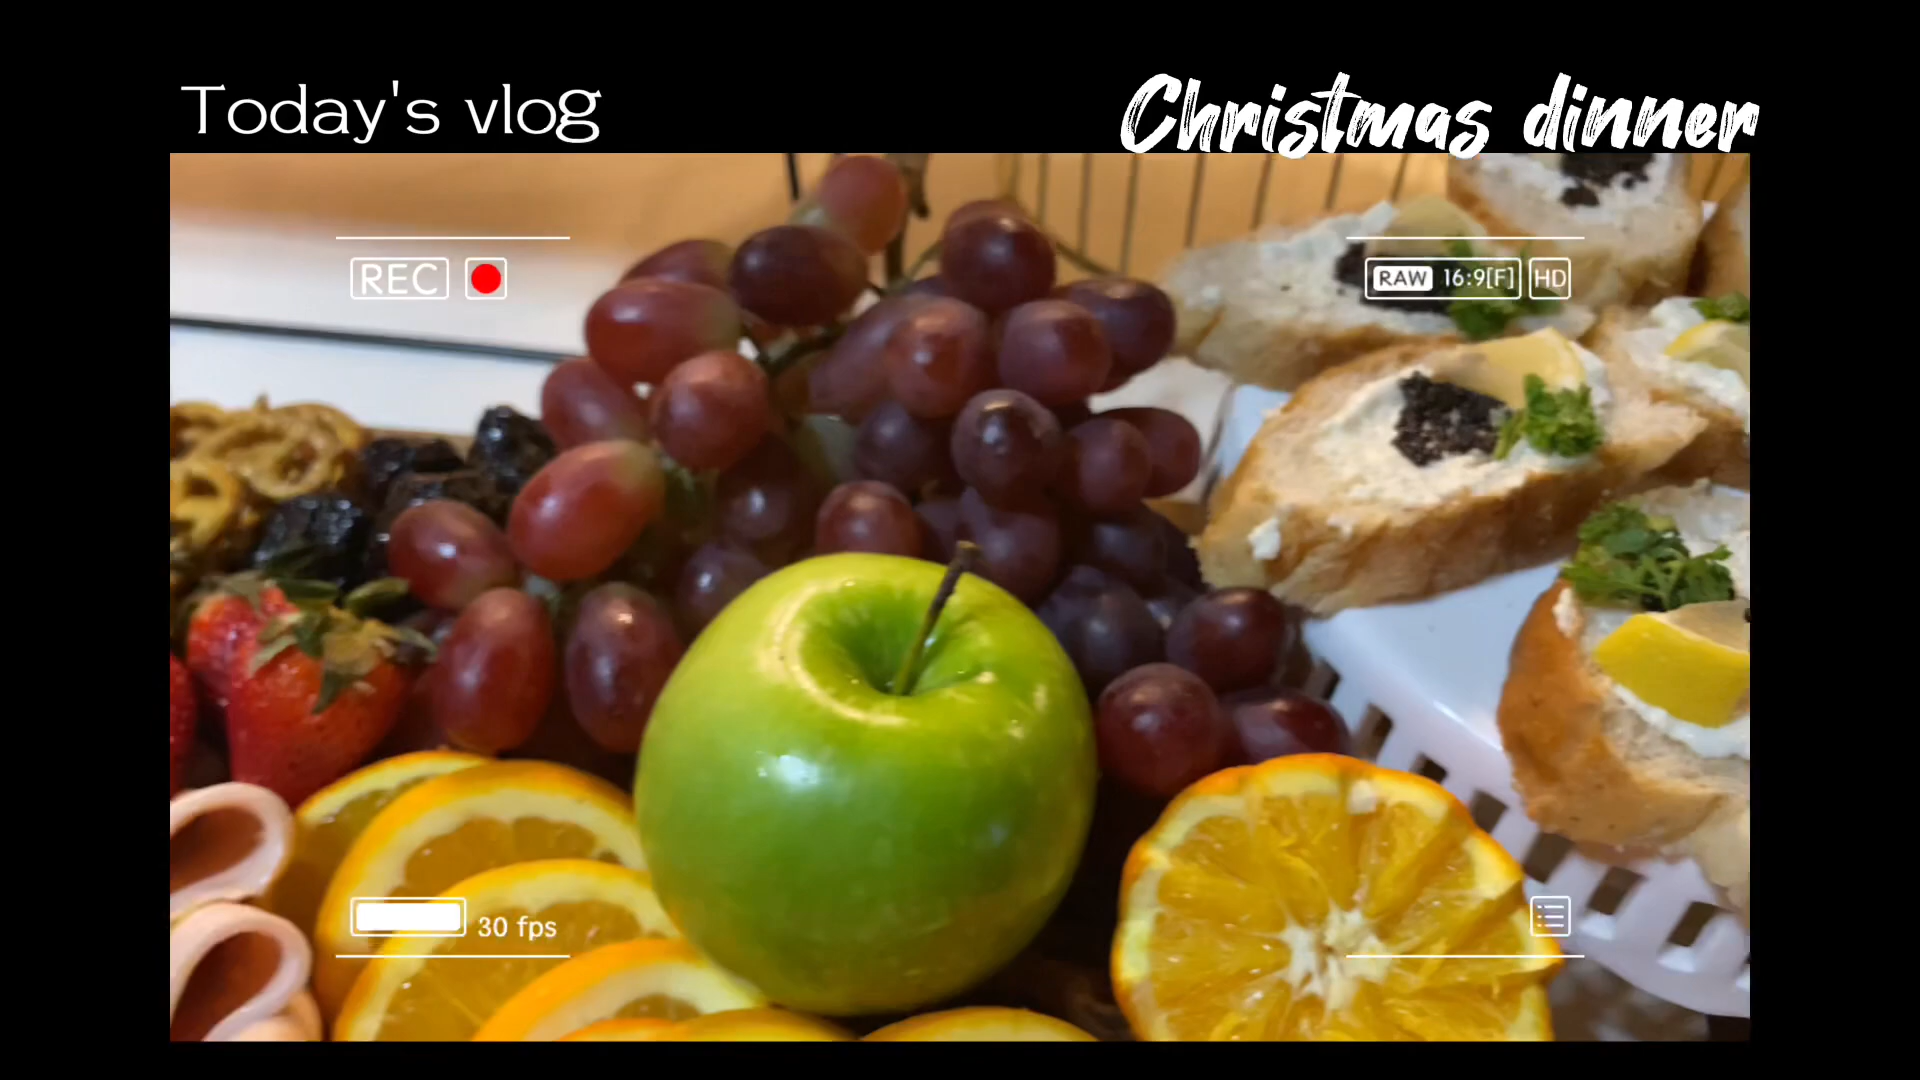 Today's vlog
Christmas dinner
REC
RAW 16:9[F] HD
30 fps